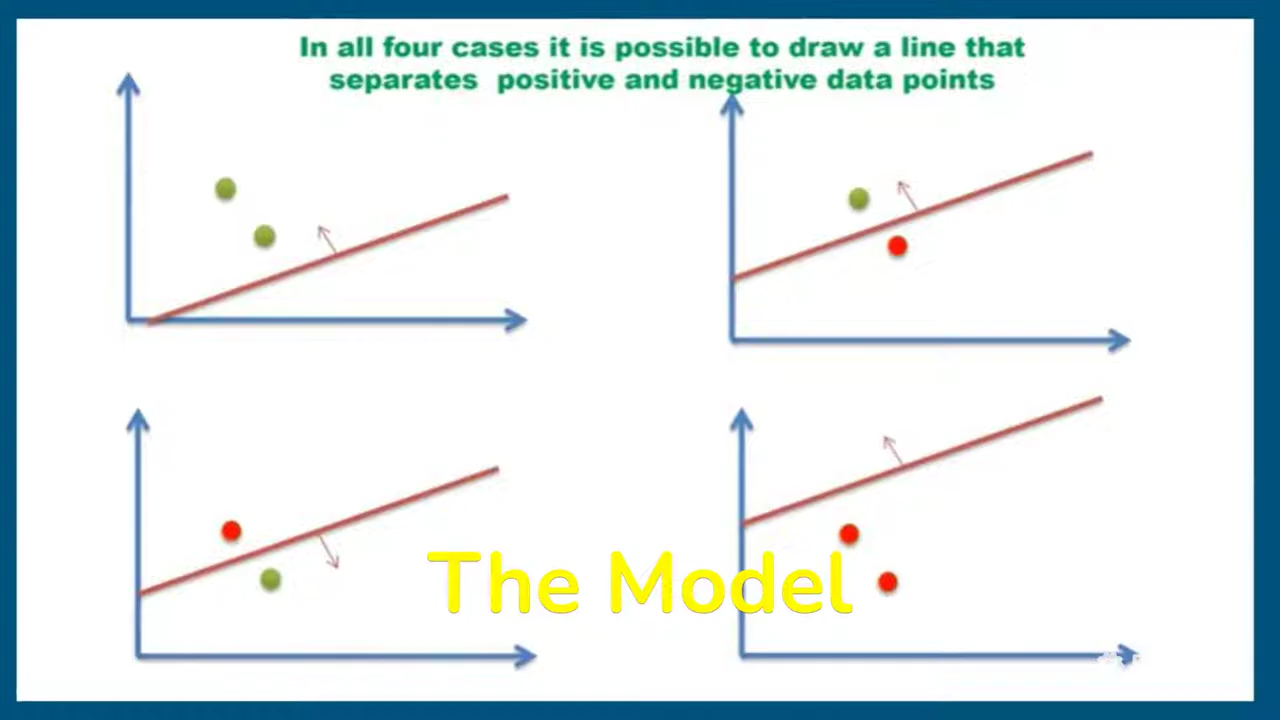 In all four cases it is possible to draw a line that
separates positive and negative data points
The Model